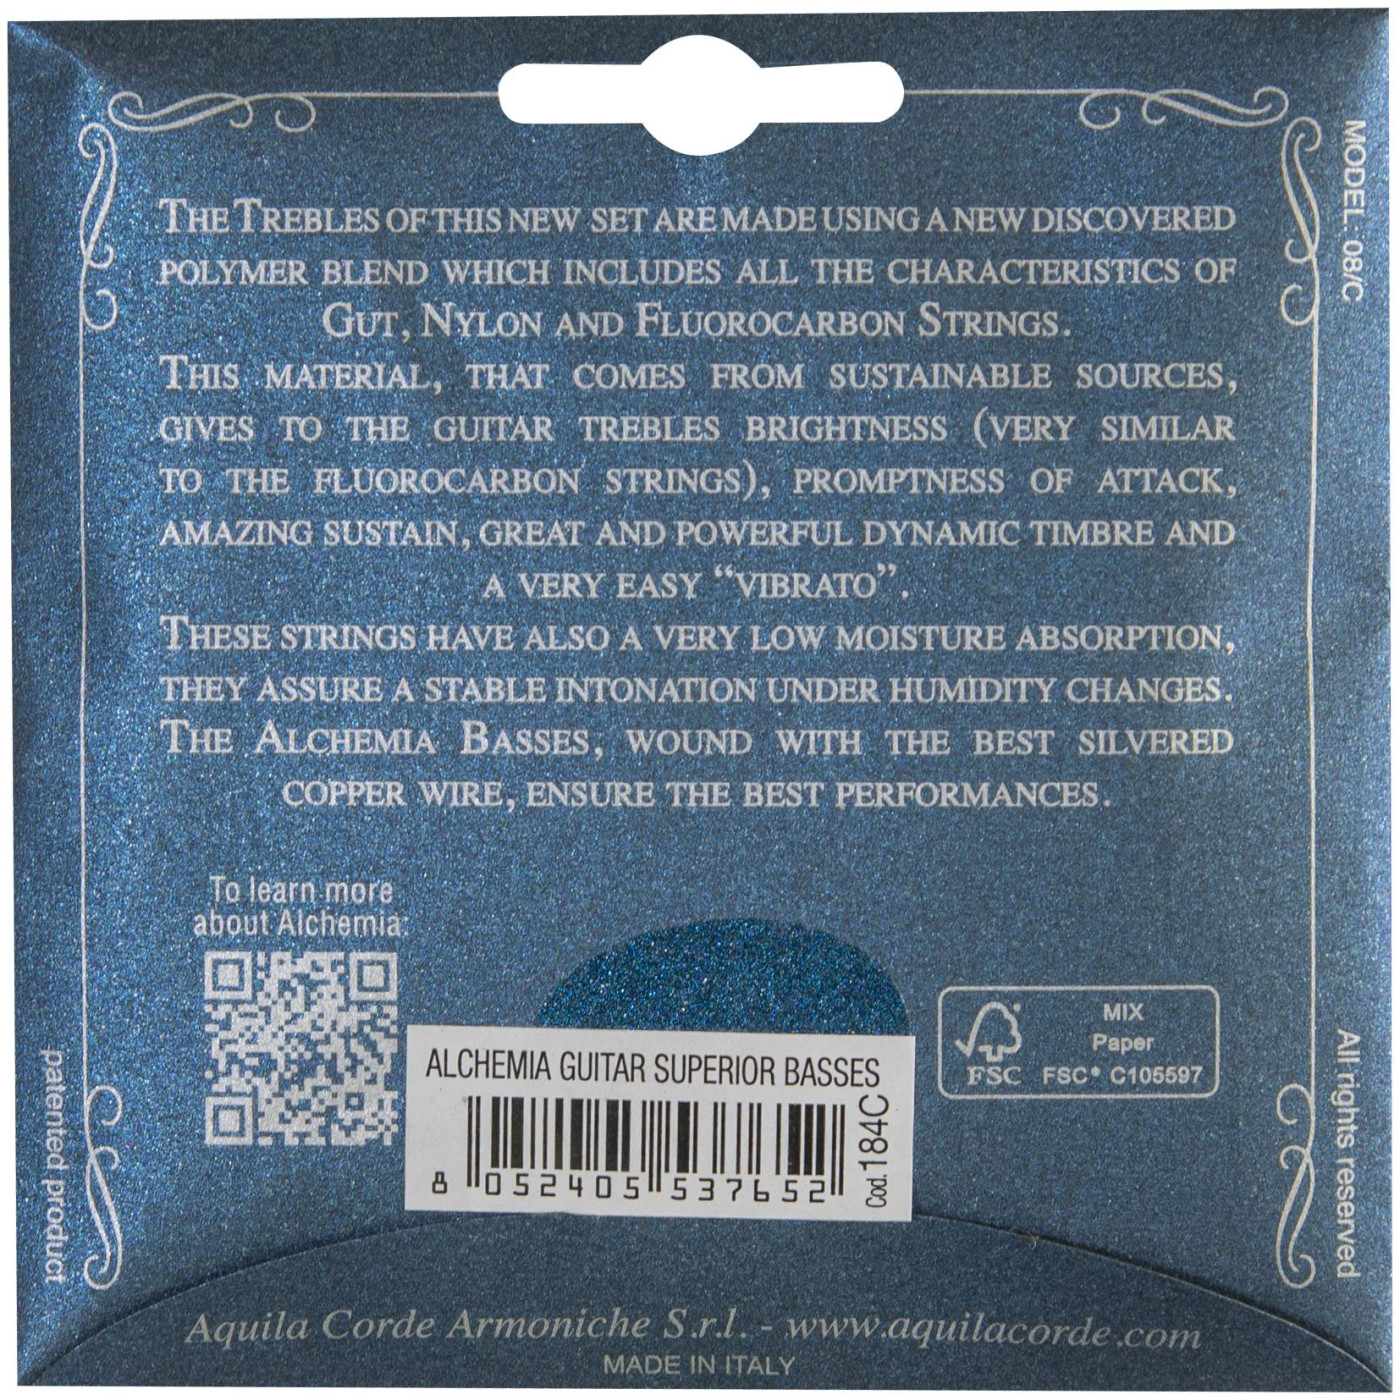 THE TREBLES OF THIS NEW SET ARE MADE USING A NEW DISCOVERED
POLYMER BLEND WHICH INCLUDES ALL THE CHARACTERISTICS OF
GUT, NYLON AND FLUOROCARBON STRINGS.
THIS MATERIAL, THAT COMES FROM SUSTAINABLE SOURCES,
GIVES TO THE GUITAR TREBLES BRIGHTNESS (VERY SIMILAR
TO THE FLUOROCARBON STRINGS), PROMPTNESS OF ATTACK,
AMAZING SUSTAIN, GREAT AND POWERFUL DYNAMIC TIMBRE AND
A VERY EASY “VIBRATO”.
THESE STRINGS HAVE ALSO A VERY LOW MOISTURE ABSORPTION,
THEY ASSURE A STABLE INTONATION UNDER HUMIDITY CHANGES.
THE ALCHEMIA BASSES, WOUND WITH THE BEST SILVERED
COPPER WIRE, ENSURE THE BEST PERFORMANCES.
MODEL: 08/C
To learn more
about Alchemia:
ALCHEMIA GUITAR SUPERIOR BASSES
8 052405 537652
Cod.184C
MIX
Paper
FSC
FSC® C105597
patented product
All rights reserved
Aquila Corde Armoniche S.r.l. - www.aquilacorde.com
MADE IN ITALY